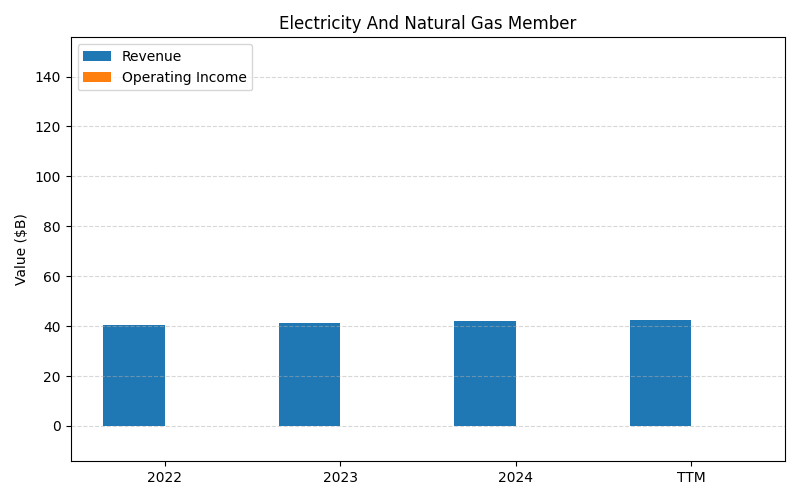 Electricity And Natural Gas Member
Revenue
Operating Income
Value ($B)
140
120
100
80
60
40
20
0
2022
2023
2024
TTM